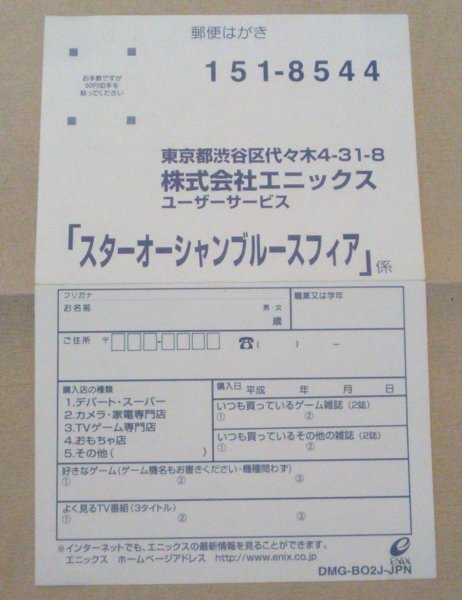 郵便はがき
お手数ですが
50円切手を
貼ってください
151-8544
東京都渋谷区代々木4-31-8
株式会社エニックス
ユーザーサービス
「スターオーシャンブルースフィア」係
フリガナ
お名前
男・女
歳
職業又は学年
ご住所 〒□□□-□□□□ ☎( ) −
購入店の種類
1.デパート・スーパー
2.カメラ・家電専門店
3.TVゲーム専門店
4.おもちゃ店
5.その他( )
購入日 平成 年 月 日
いつも買っているゲーム雑誌(2誌)
① ②
いつも買っているその他の雑誌(2誌)
① ②
好きなゲーム(ゲーム機名もお書きください・機種問わず)
① ② ③
よく見るTV番組(3タイトル)
① ② ③
※インターネットでも、エニックスの最新情報を見ることができます。
エニックス ホームページアドレス http://www.enix.co.jp
ENIX
DMG-BO2J-JPN